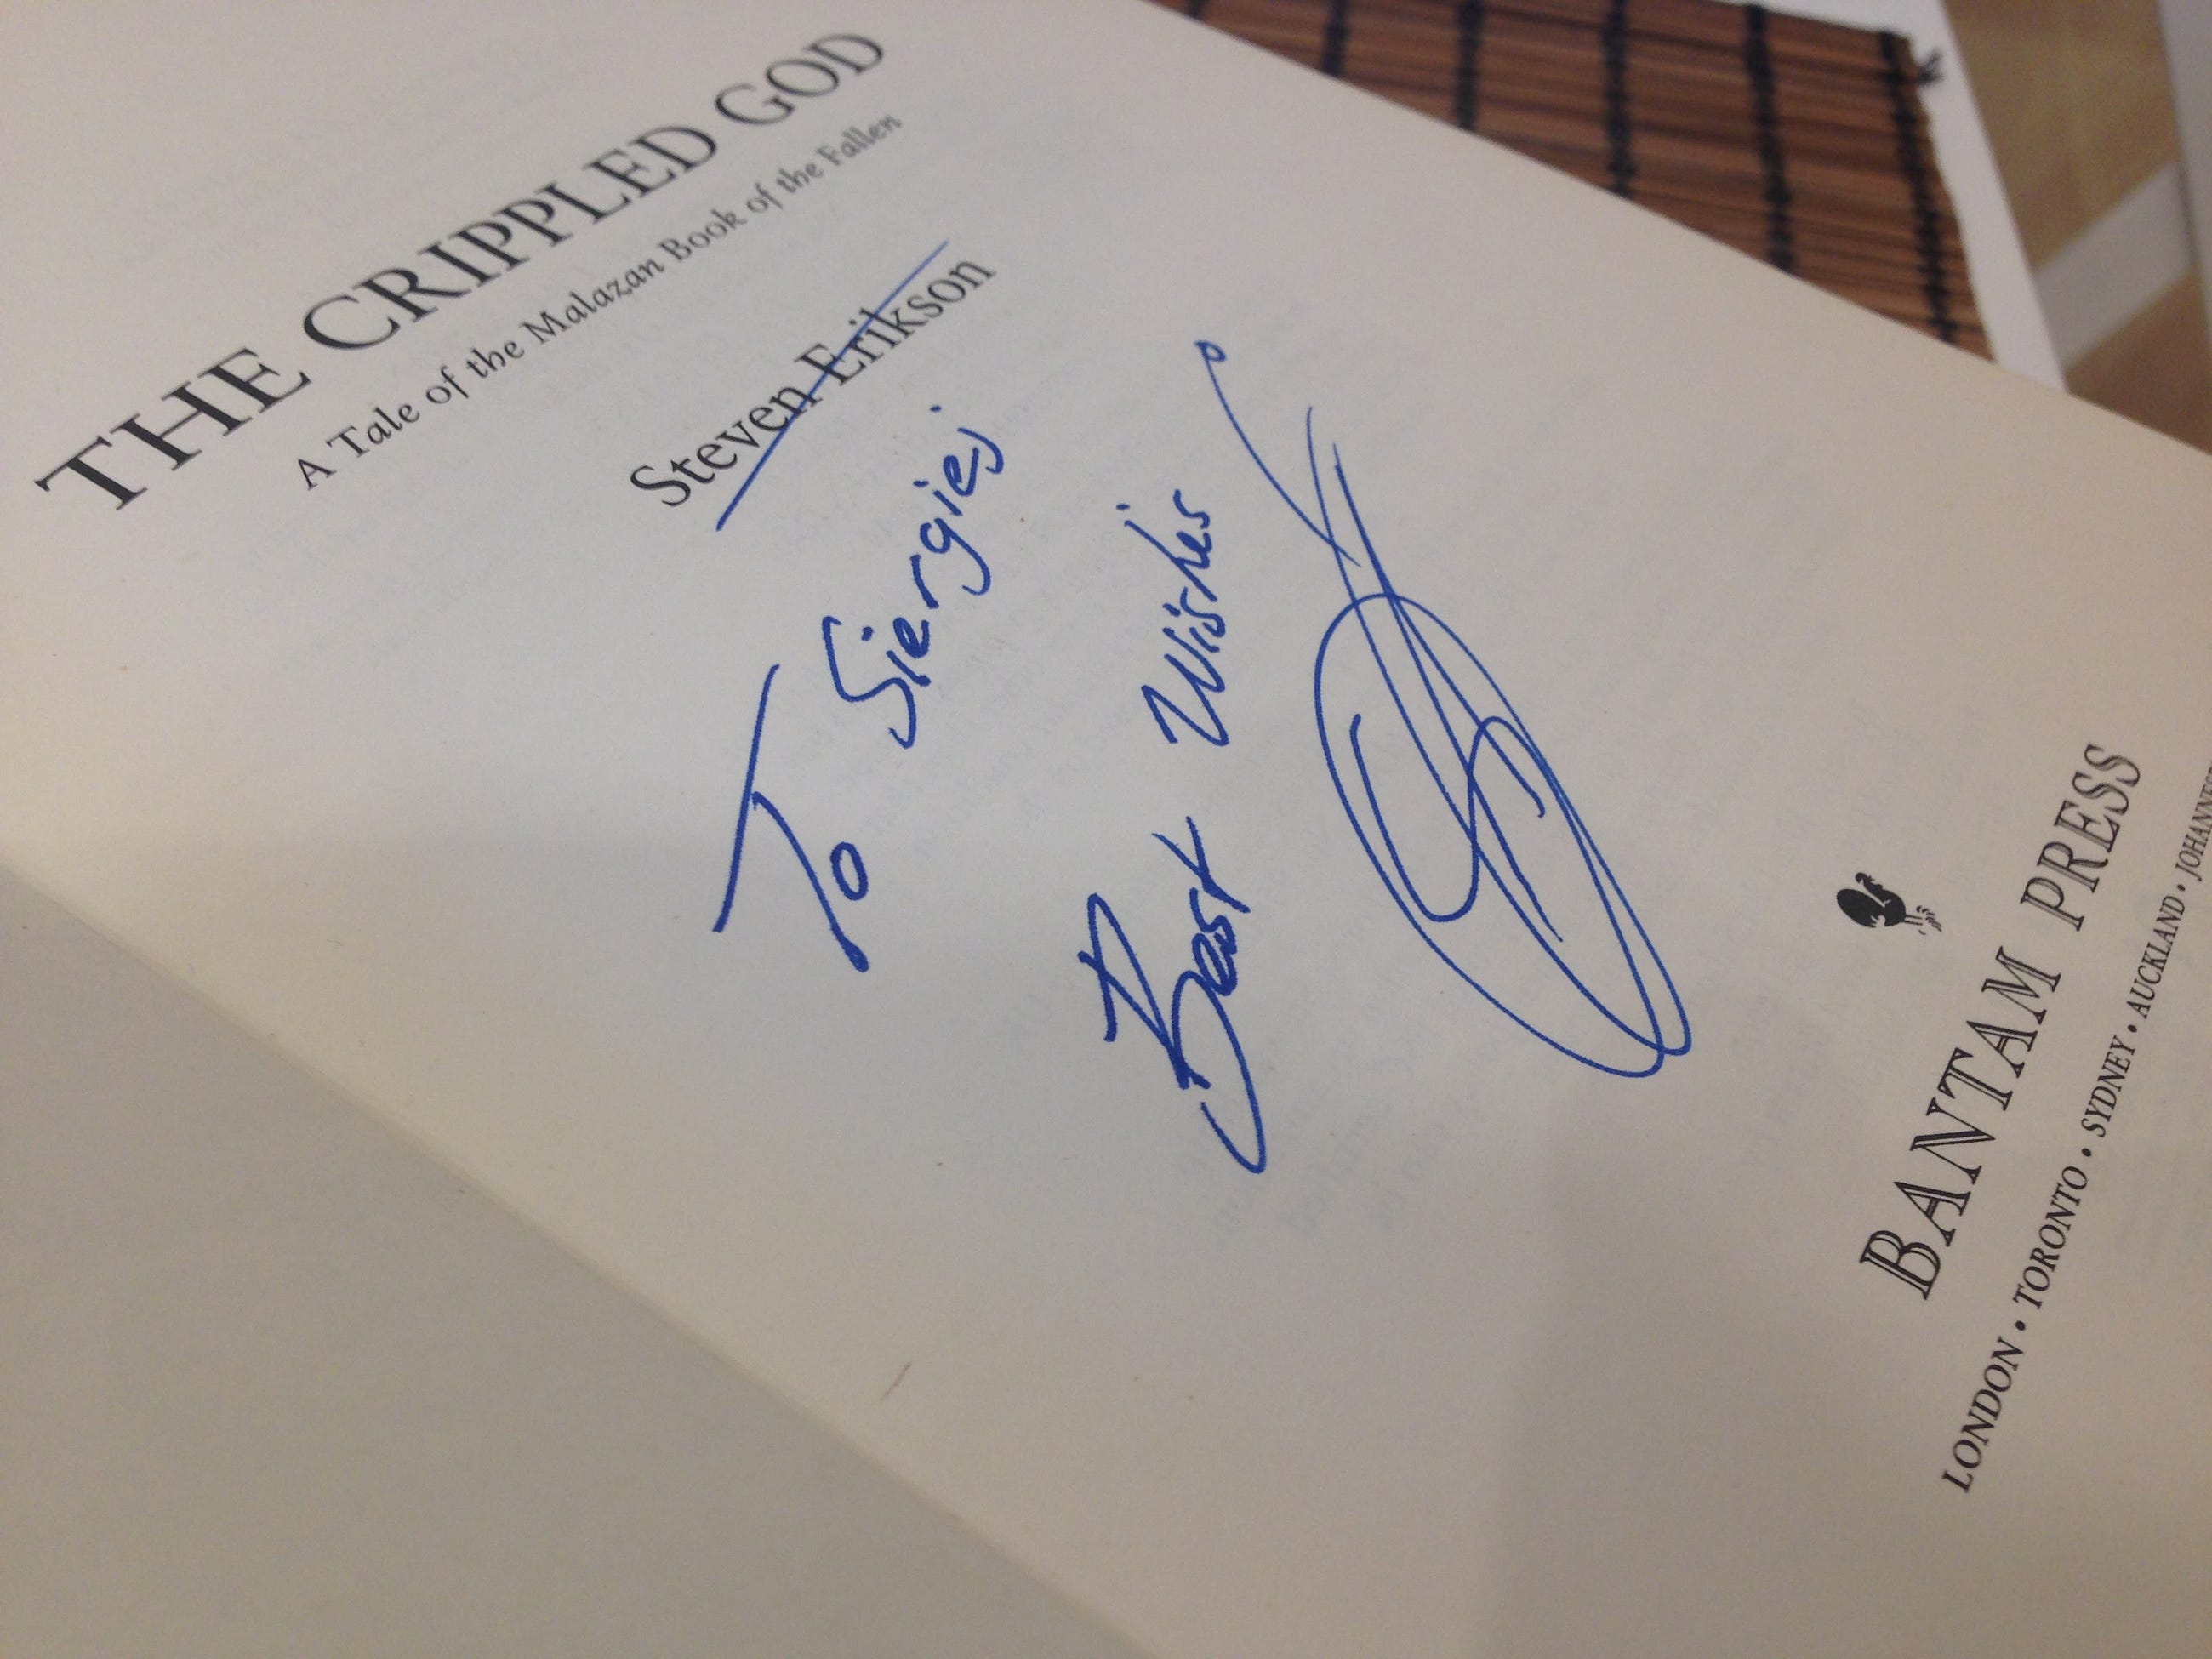 THE CRIPPLED GOD
A Tale of the Malazan Book of the Fallen
Steven Erikson
To Siergiej
Best Wishes
BANTAM PRESS
LONDON • TORONTO • SYDNEY • AUCKLAND •